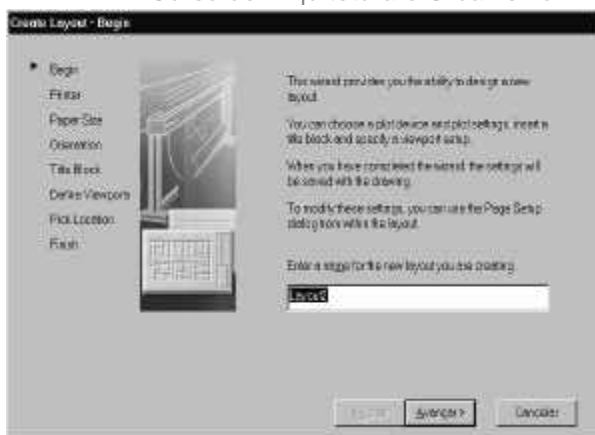 Create Layout - Begin
Begin
Printer
Paper Size
Orientation
Title Block
Define Viewports
Pick Location
Finish
This wizard provides you the ability to design a new
layout.
You can choose a plot device and plot settings, insert a
title block and specify a viewport setup.
When you have completed the wizard, the settings will
be saved with the drawing.
To modify these settings, you can use the Page Setup
dialog from within the layout.
Enter a name for the new layout you are creating.
Avançar >
Cancelar